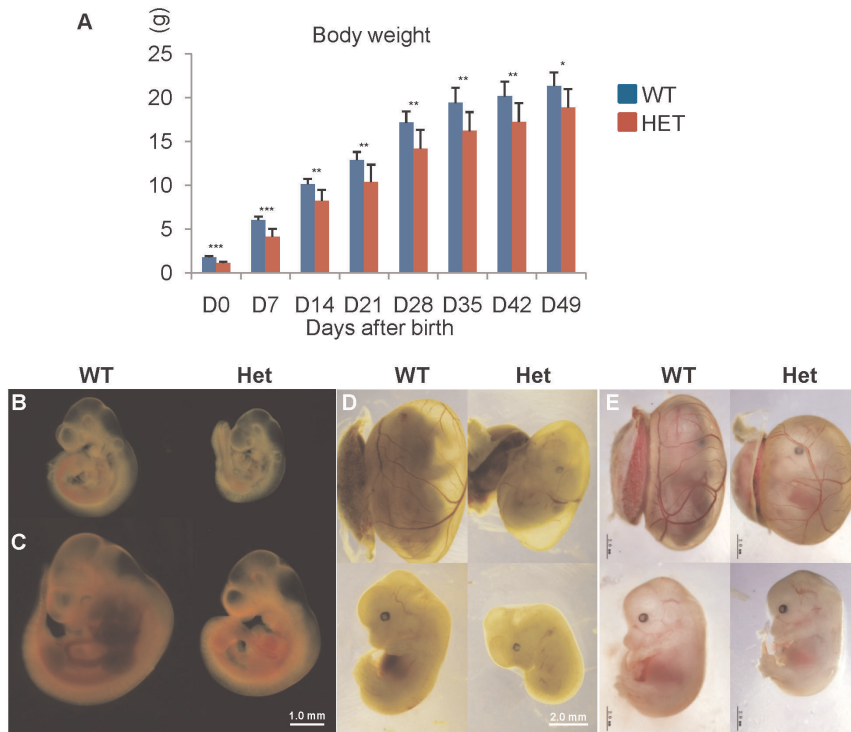 A
(g)
Body weight
25
20
15
10
5
0
***
***
**
**
**
**
**
*
WT
HET
D0 D7 D14 D21 D28 D35 D42 D49
Days after birth
WT Het WT Het WT Het
B
D
E
C
1.0 mm
2.0 mm